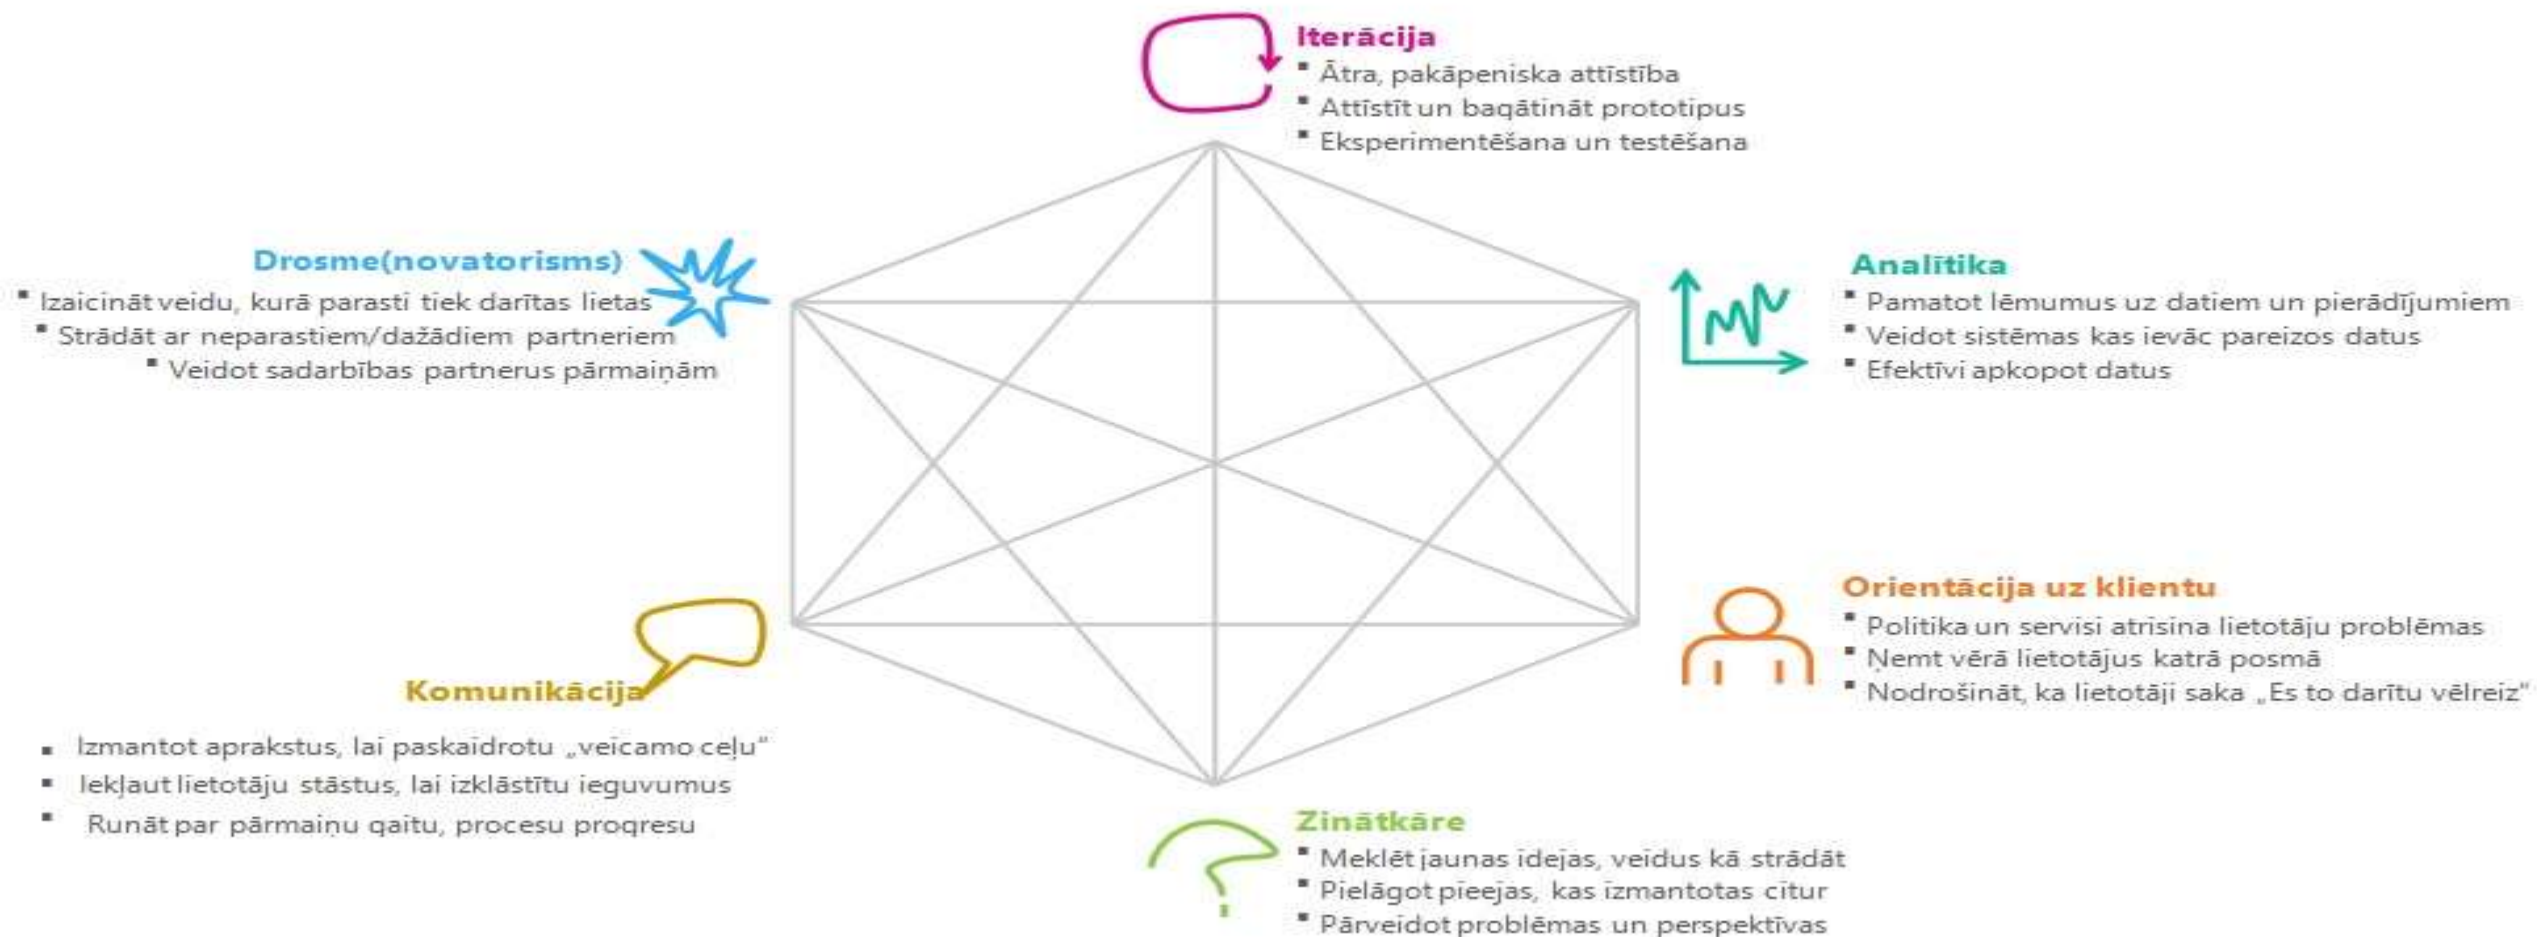 Iterācija
▪ Ātra, pakāpeniska attīstība
▪ Attīstīt un bagātināt prototipus
▪ Eksperimentēšana un testēšana
Drosme(novatorisms)
▪ Izaicināt veidu, kurā parasti tiek darītas lietas
▪ Strādāt ar neparastiem/dažādiem partneriem
▪ Veidot sadarbības partnerus pārmaiņām
Analītika
▪ Pamatot lēmumus uz datiem un pierādījumiem
▪ Veidot sistēmas kas ievāc pareizos datus
▪ Efektīvi apkopot datus
Orientācija uz klientu
▪ Politika un servisi atrisina lietotāju problēmas
▪ Ņemt vērā lietotājus katrā posmā
▪ Nodrošināt, ka lietotāji saka „Es to darītu vēlreiz"
Komunikācija
▪ Izmantot aprakstus, lai paskaidrotu „veicamo ceļu"
▪ Iekļaut lietotāju stāstus, lai izklāstītu ieguvumus
▪ Runāt par pārmaiņu gaitu, procesu progresu
Zinātkāre
▪ Meklēt jaunas idejas, veidus kā strādāt
▪ Pielāgot pieejas, kas izmantotas citur
▪ Pārveidot problēmas un perspektīvas